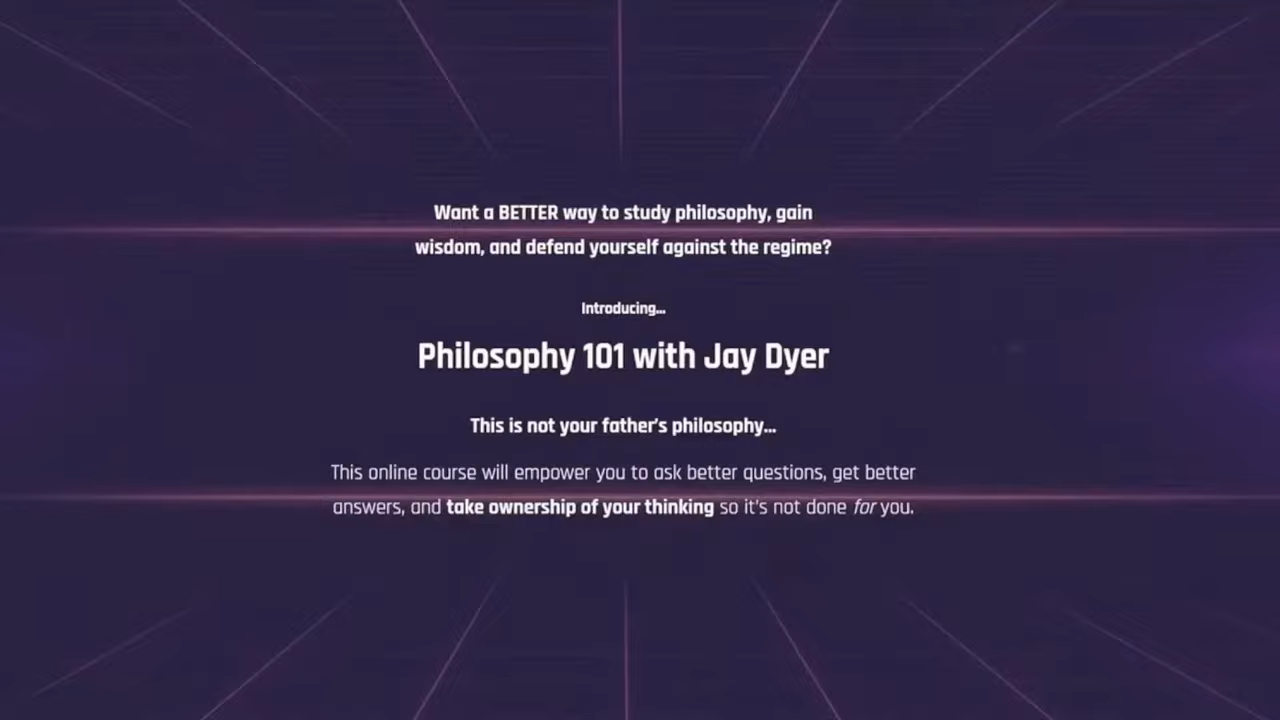 Want a BETTER way to study philosophy, gain
wisdom, and defend yourself against the regime?
Introducing...
Philosophy 101 with Jay Dyer
This is not your father's philosophy...
This online course will empower you to ask better questions, get better
answers, and take ownership of your thinking so it's not done for you.